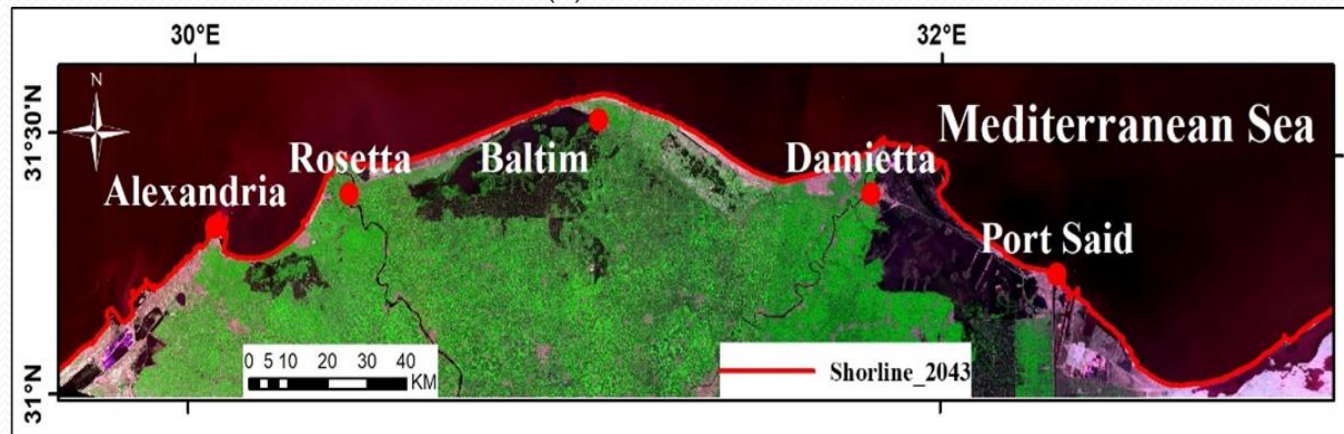 30°E 32°E
N
31°30'N
Mediterranean Sea
Rosetta Baltim Damietta
Alexandria
Port Said
0 5 10 20 30 40
KM
Shorline_2043
31°N